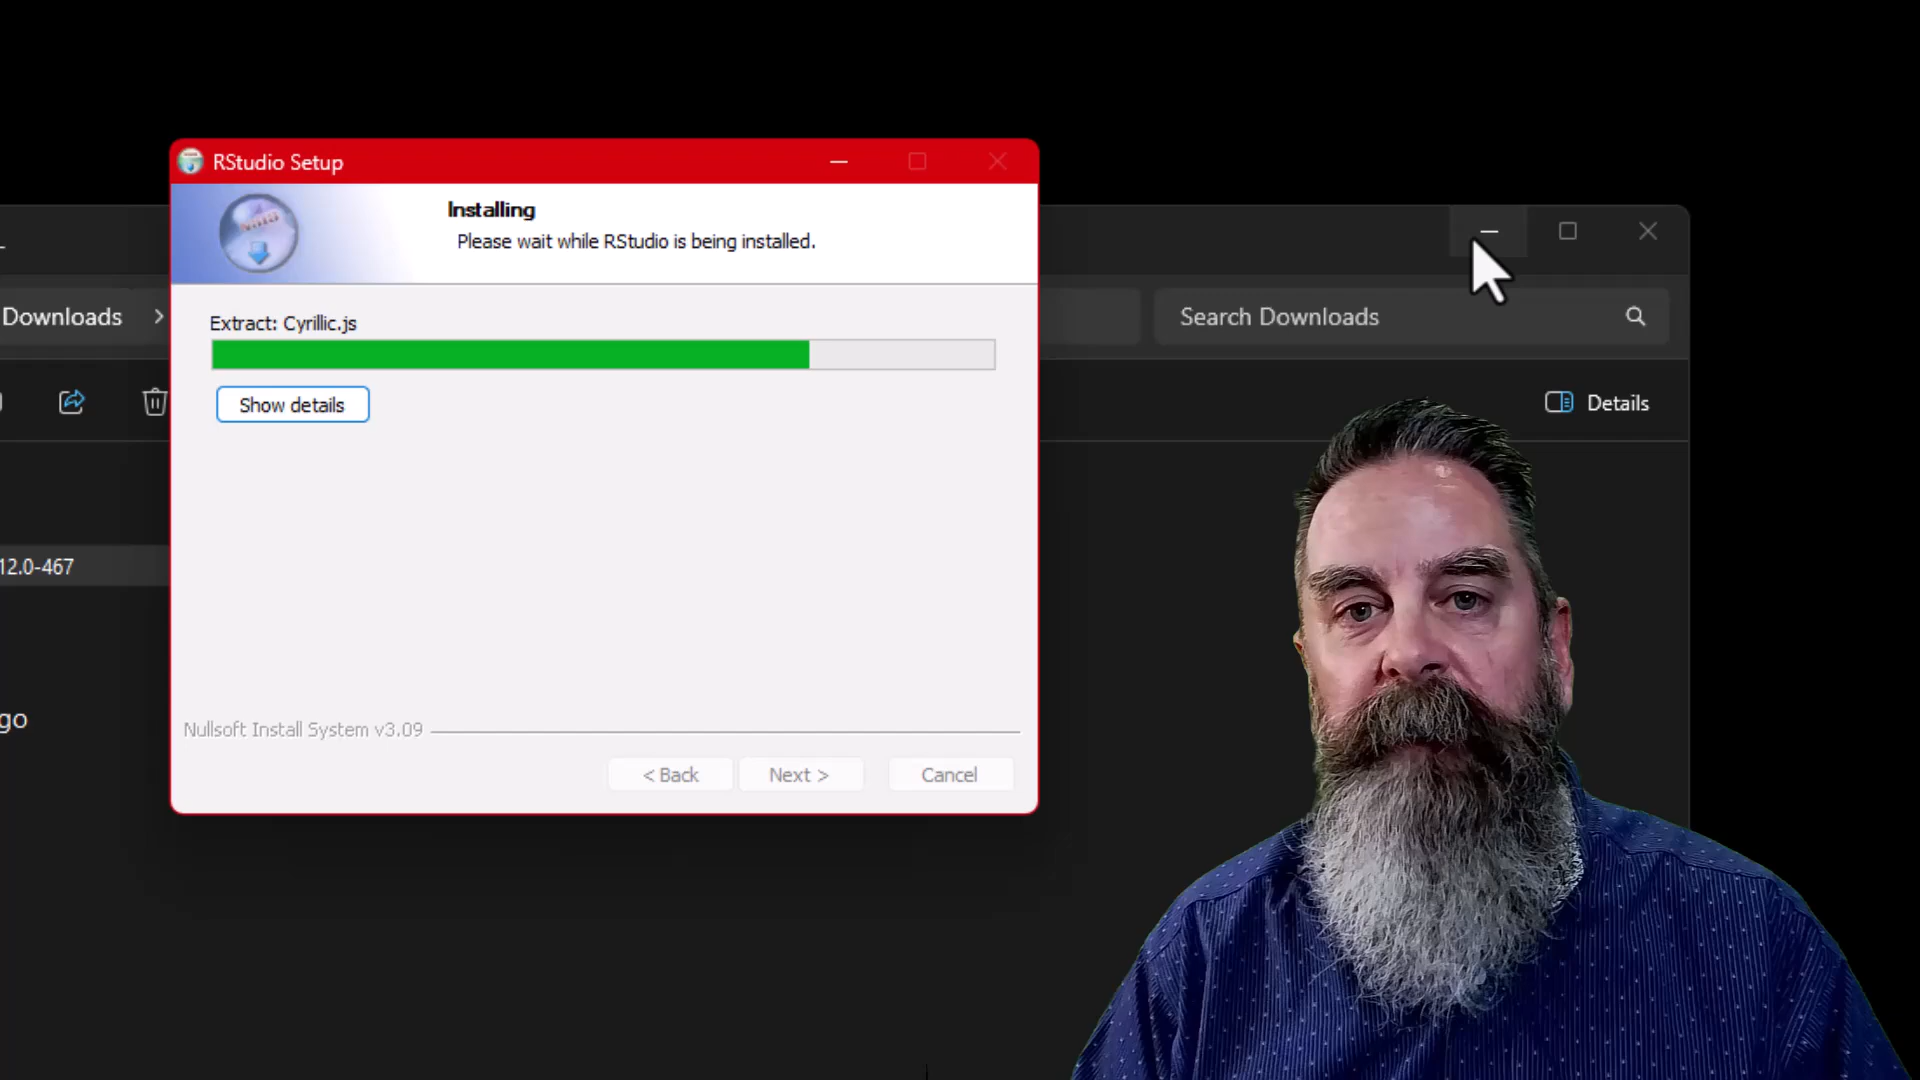 RStudio Setup
Installing
Please wait while RStudio is being installed.
Downloads
Search Downloads
Extract: Cyrillic.js
Show details
Details
12.0-467
go
Nullsoft Install System v3.09
< Back
Next >
Cancel